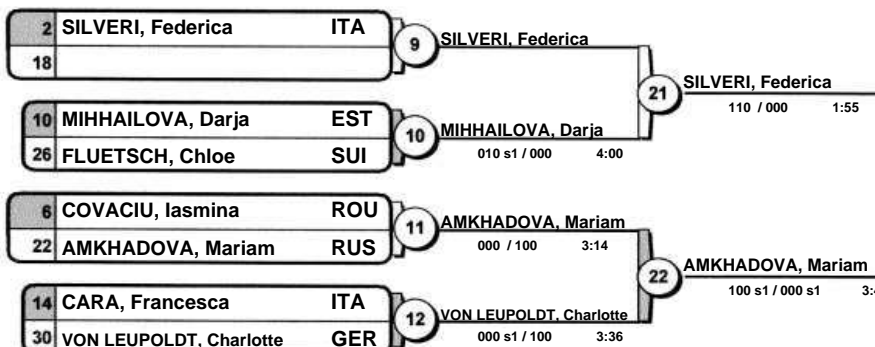 2 SILVERI, Federica ITA
18
9
SILVERI, Federica
21
SILVERI, Federica
110 / 000 1:55
10 MIHHAILOVA, Darja EST
26 FLUETSCH, Chloe SUI
10
MIHHAILOVA, Darja
010 s1 / 000 4:00
6 COVACIU, Iasmina ROU
22 AMKHADOVA, Mariam RUS
11
AMKHADOVA, Mariam
000 / 100 3:14
22
AMKHADOVA, Mariam
100 s1 / 000 s1
14 CARA, Francesca ITA
30 VON LEUPOLDT, Charlotte GER
12
VON LEUPOLDT, Charlotte
000 s1 / 100 3:36